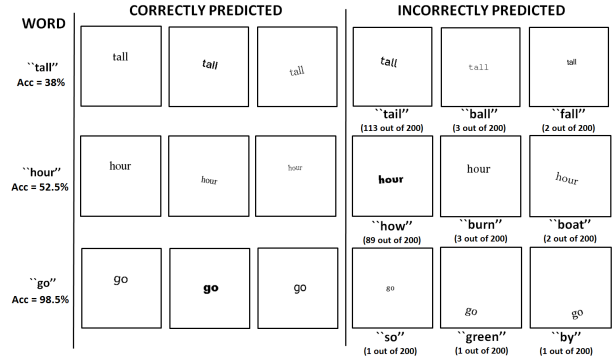 CORRECTLY PREDICTED INCORRECTLY PREDICTED
WORD
``tall’’
Acc = 38%
tall tall tall tall tall tall
``tail’’ ``ball’’ ``fall’’
(113 out of 200) (3 out of 200) (2 out of 200)
``hour’’
Acc = 52.5%
hour hour hour hour hour hour
``how’’ ``burn’’ ``boat’’
(89 out of 200) (3 out of 200) (2 out of 200)
``go’’
Acc = 98.5%
go go go go go go
``so’’ ``green’’ ``by’’
(1 out of 200) (1 out of 200) (1 out of 200)